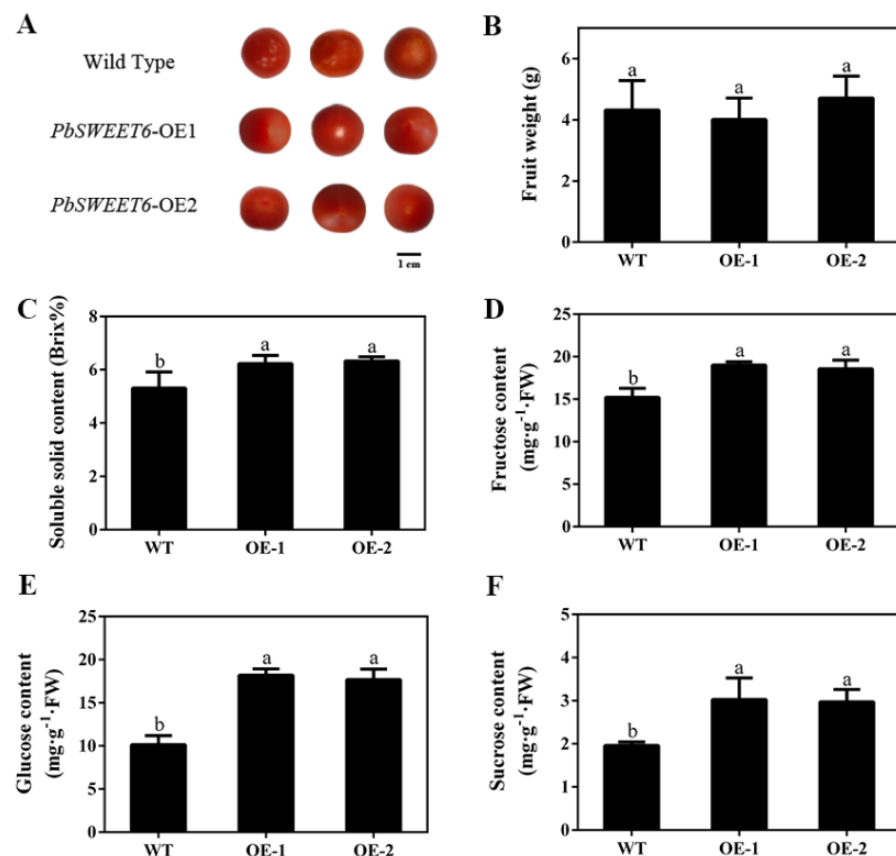 A
Wild Type
PbSWEET6-OE1
PbSWEET6-OE2
1 cm
B
Fruit weight (g)
6
4
2
0
a
a
a
WT
OE-1
OE-2
C
Soluble solid content (Brix%)
8
6
4
2
0
b
a
a
WT
OE-1
OE-2
D
Fructose content
(mg·g⁻¹·FW)
25
20
15
10
5
0
b
a
a
WT
OE-1
OE-2
E
Glucose content
(mg·g⁻¹·FW)
25
20
15
10
5
0
b
a
a
WT
OE-1
OE-2
F
Sucrose content
(mg·g⁻¹·FW)
5
4
3
2
1
0
b
a
a
WT
OE-1
OE-2